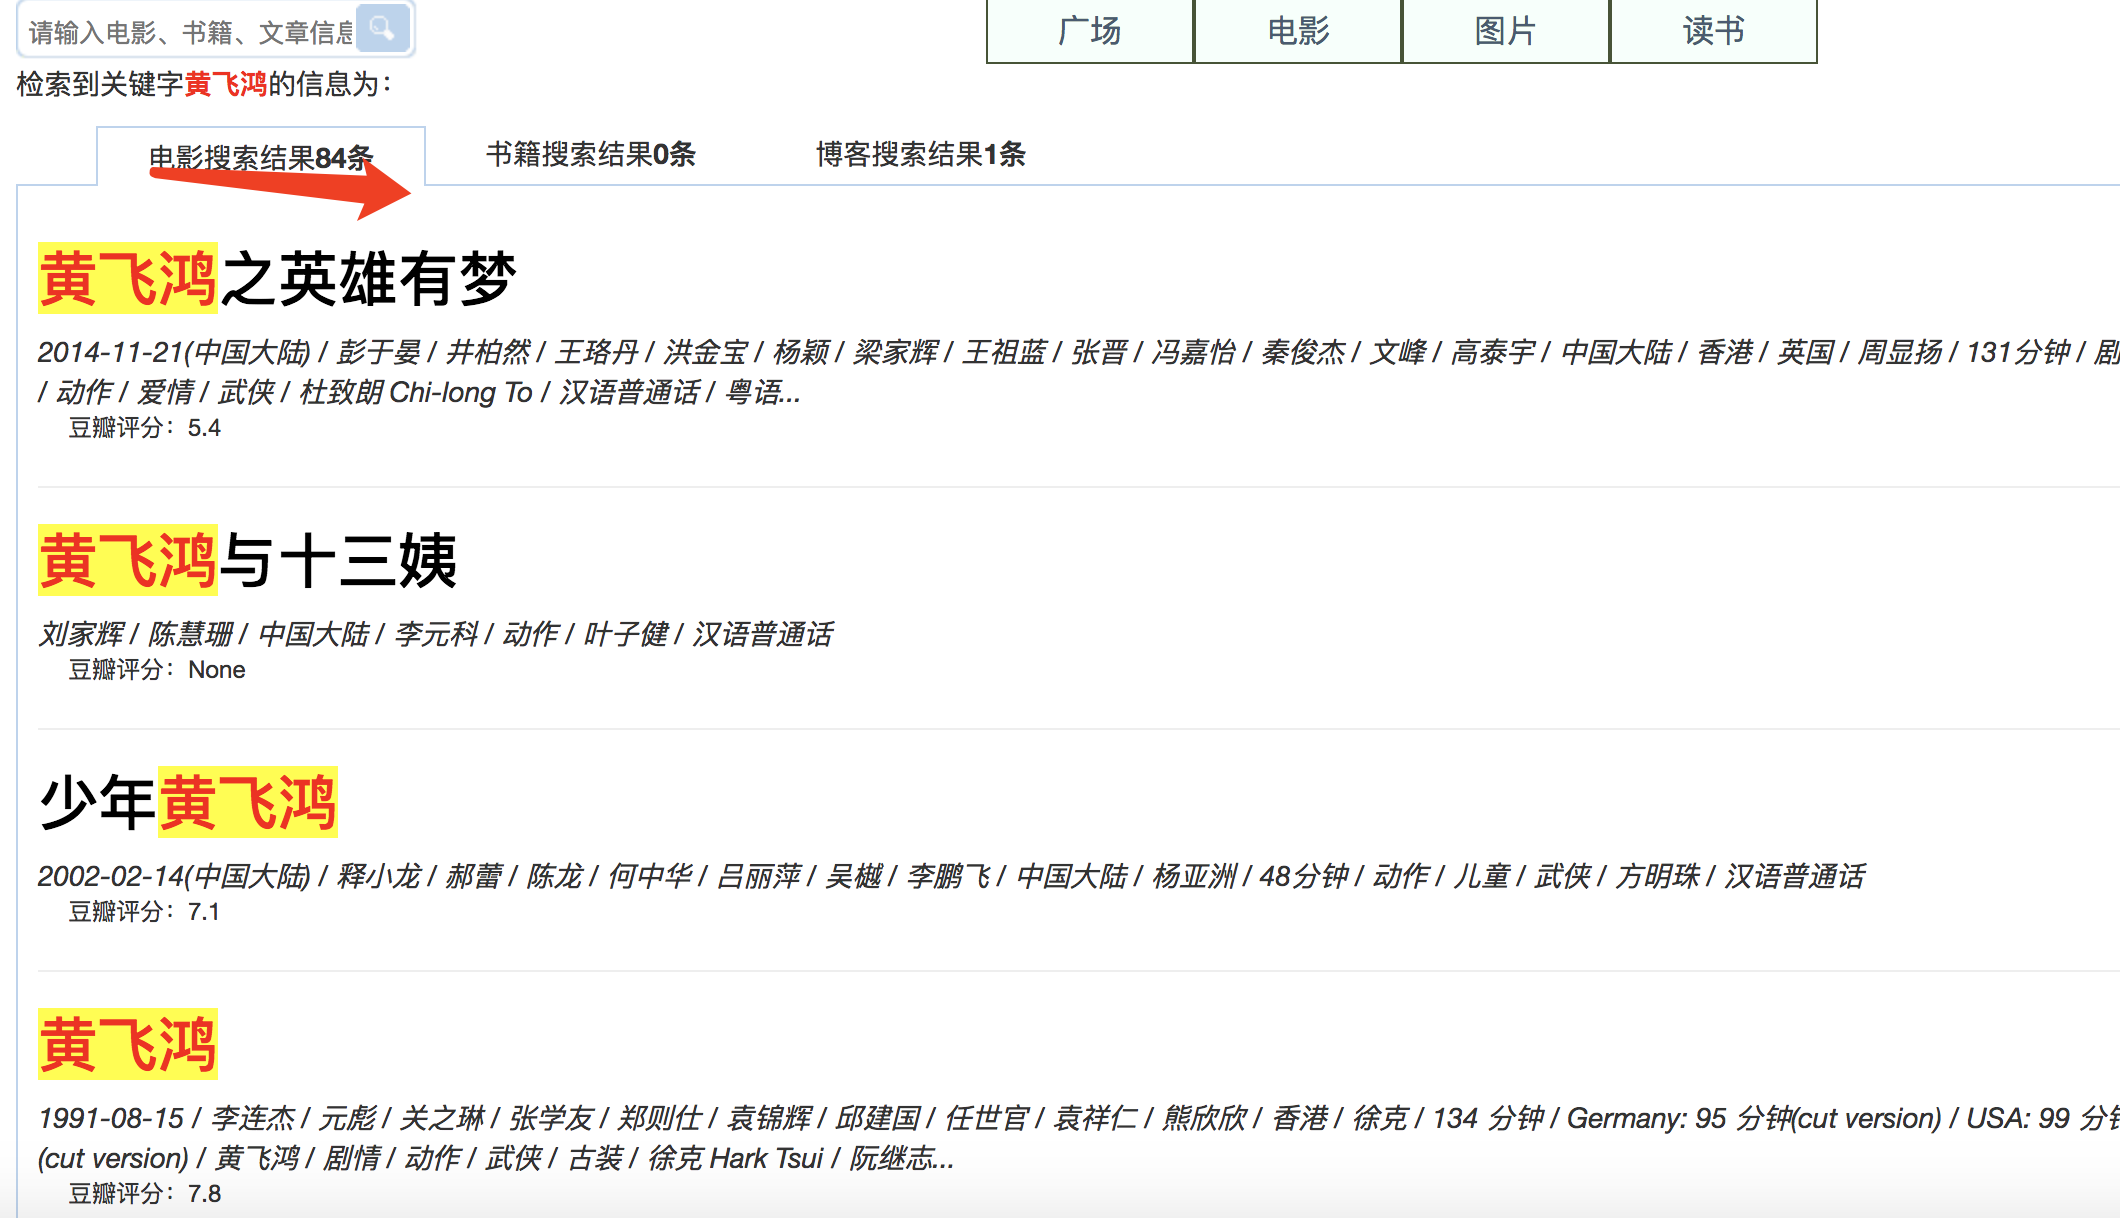 请输入电影、书籍、文章信息
广场 电影 图片 读书
检索到关键字黄飞鸿的信息为：
电影搜索结果84条 书籍搜索结果0条 博客搜索结果1条
黄飞鸿之英雄有梦
2014-11-21(中国大陆) / 彭于晏 / 井柏然 / 王珞丹 / 洪金宝 / 杨颖 / 梁家辉 / 王祖蓝 / 张晋 / 冯嘉怡 / 秦俊杰 / 文峰 / 高泰宇 / 中国大陆 / 香港 / 英国 / 周显扬 / 131分钟 / 剧
/ 动作 / 爱情 / 武侠 / 杜致朗 Chi-long To / 汉语普通话 / 粤语...
豆瓣评分：5.4
黄飞鸿与十三姨
刘家辉 / 陈慧珊 / 中国大陆 / 李元科 / 动作 / 叶子健 / 汉语普通话
豆瓣评分：None
少年黄飞鸿
2002-02-14(中国大陆) / 释小龙 / 郝蕾 / 陈龙 / 何中华 / 吕丽萍 / 吴樾 / 李鹏飞 / 中国大陆 / 杨亚洲 / 48分钟 / 动作 / 儿童 / 武侠 / 方明珠 / 汉语普通话
豆瓣评分：7.1
黄飞鸿
1991-08-15 / 李连杰 / 元彪 / 关之琳 / 张学友 / 郑则仕 / 袁锦辉 / 邱建国 / 任世官 / 袁祥仁 / 熊欣欣 / 香港 / 徐克 / 134 分钟 / Germany: 95 分钟(cut version) / USA: 99 分钟
(cut version) / 黄飞鸿 / 剧情 / 动作 / 武侠 / 古装 / 徐克 Hark Tsui / 阮继志...
豆瓣评分：7.8